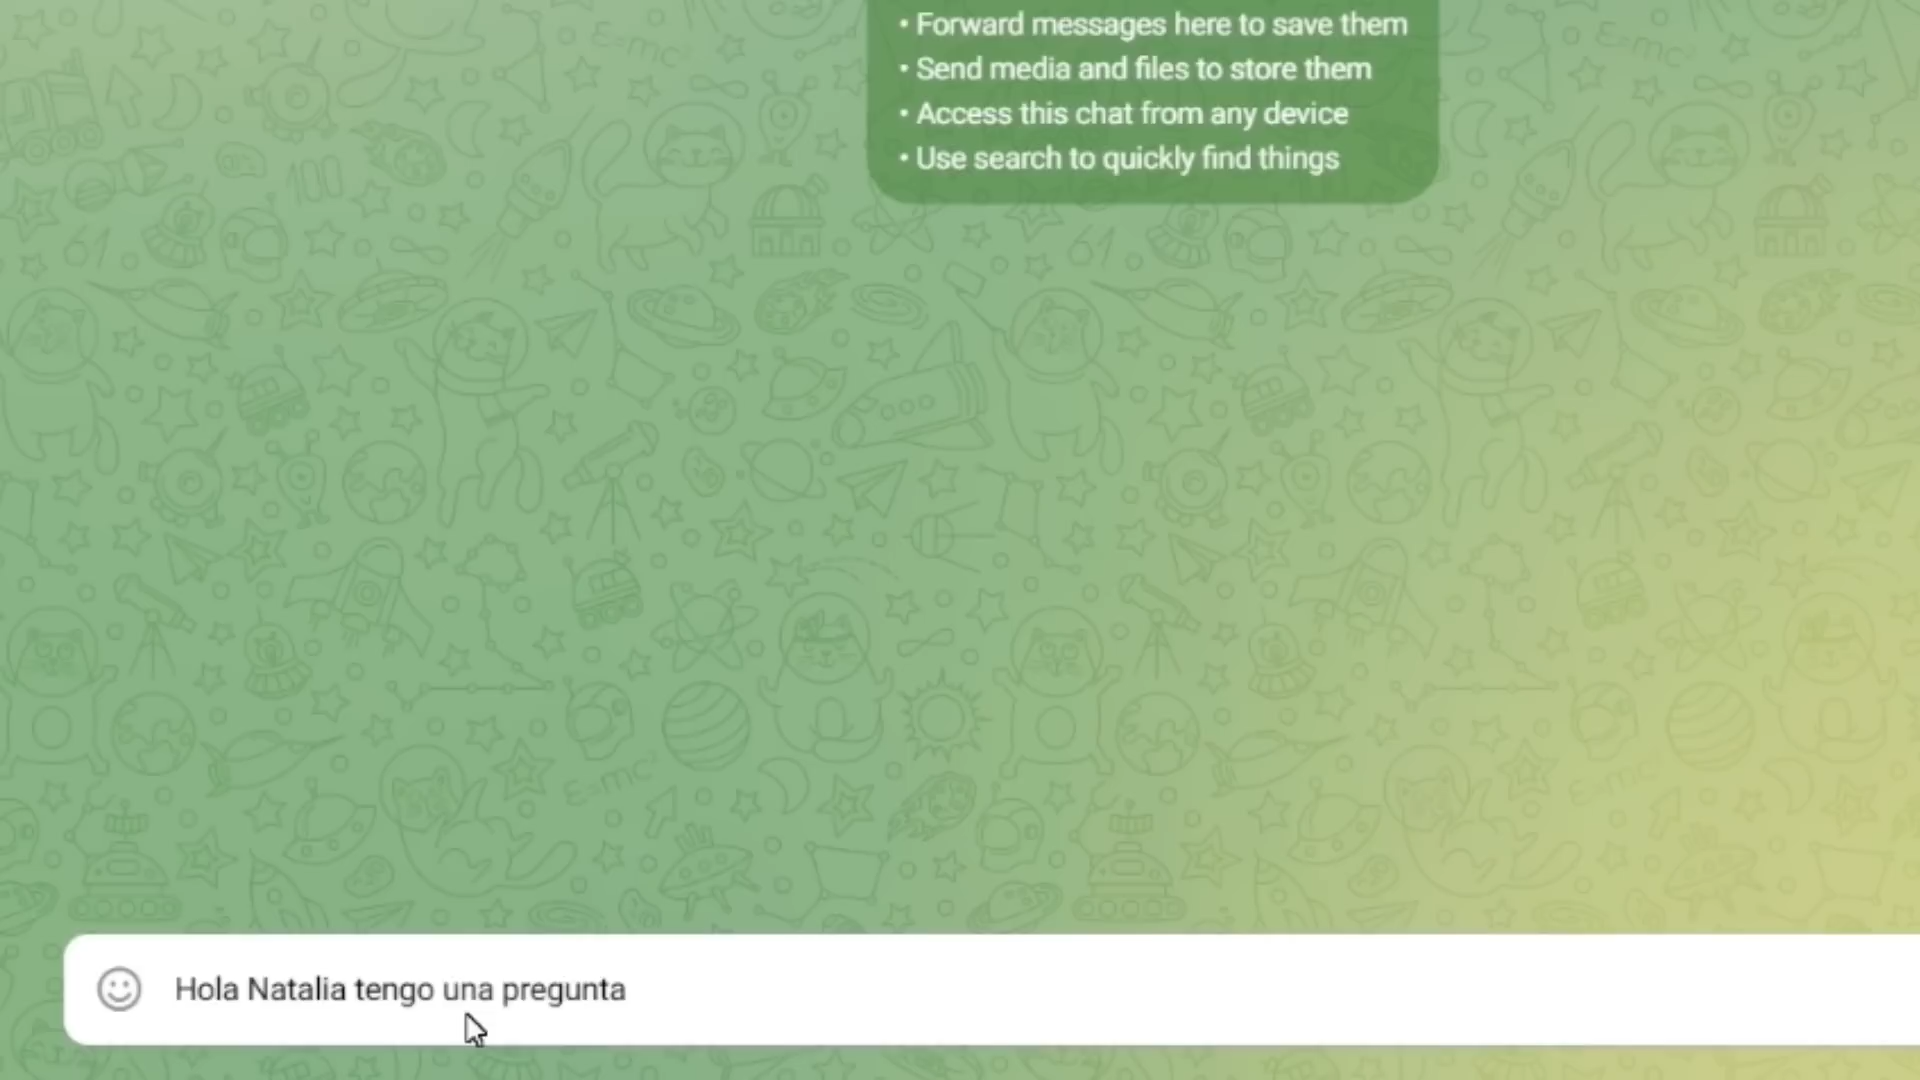 • Forward messages here to save them
• Send media and files to store them
• Access this chat from any device
• Use search to quickly find things
Hola Natalia tengo una pregunta